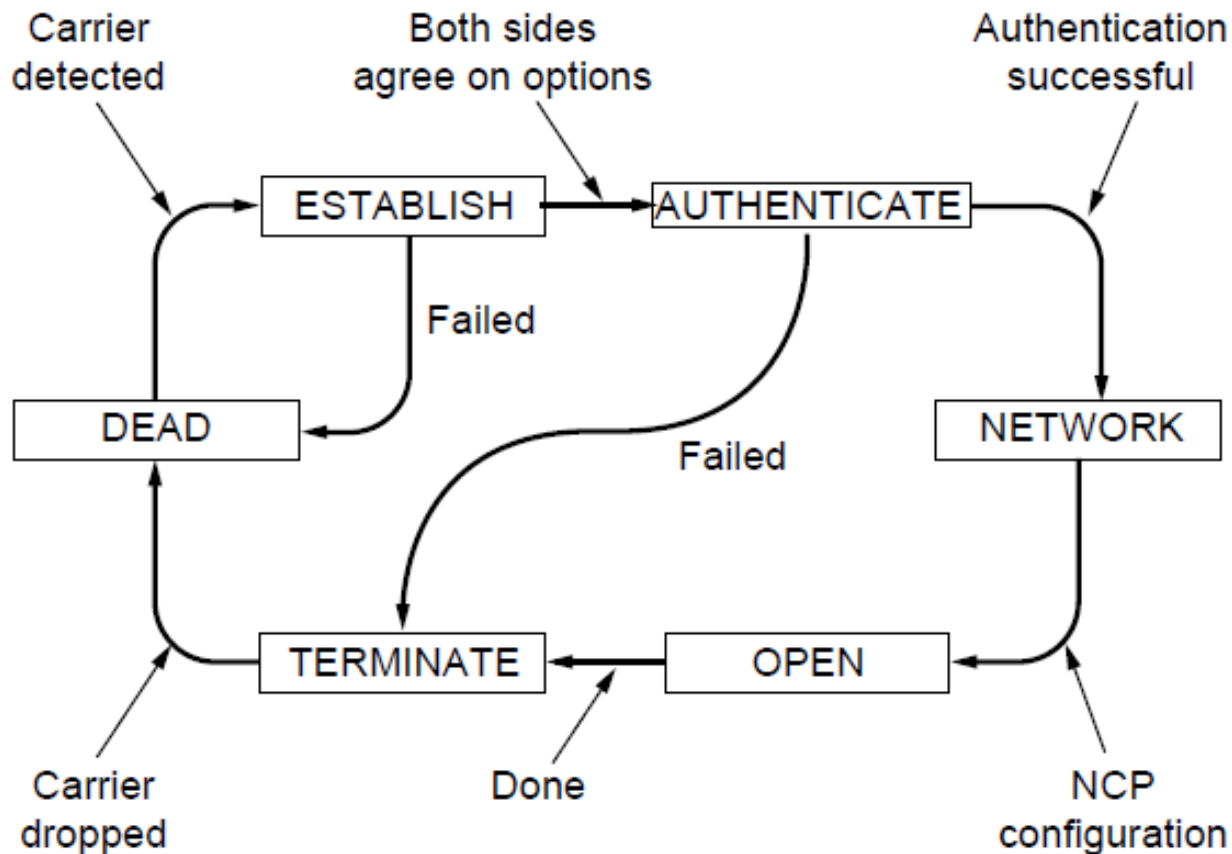 Carrier
detected
Both sides
agree on options
Authentication
successful
ESTABLISH
AUTHENTICATE
Failed
DEAD
NETWORK
Failed
TERMINATE
OPEN
Carrier
dropped
Done
NCP
configuration